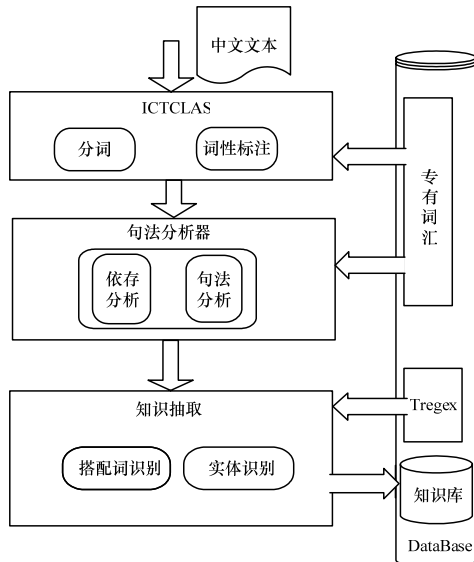 中文文本
ICTCLAS
分词
词性标注
专有词汇
句法分析器
依存
分析
句法
分析
知识抽取
Tregex
搭配词识别
实体识别
知识库
DataBase